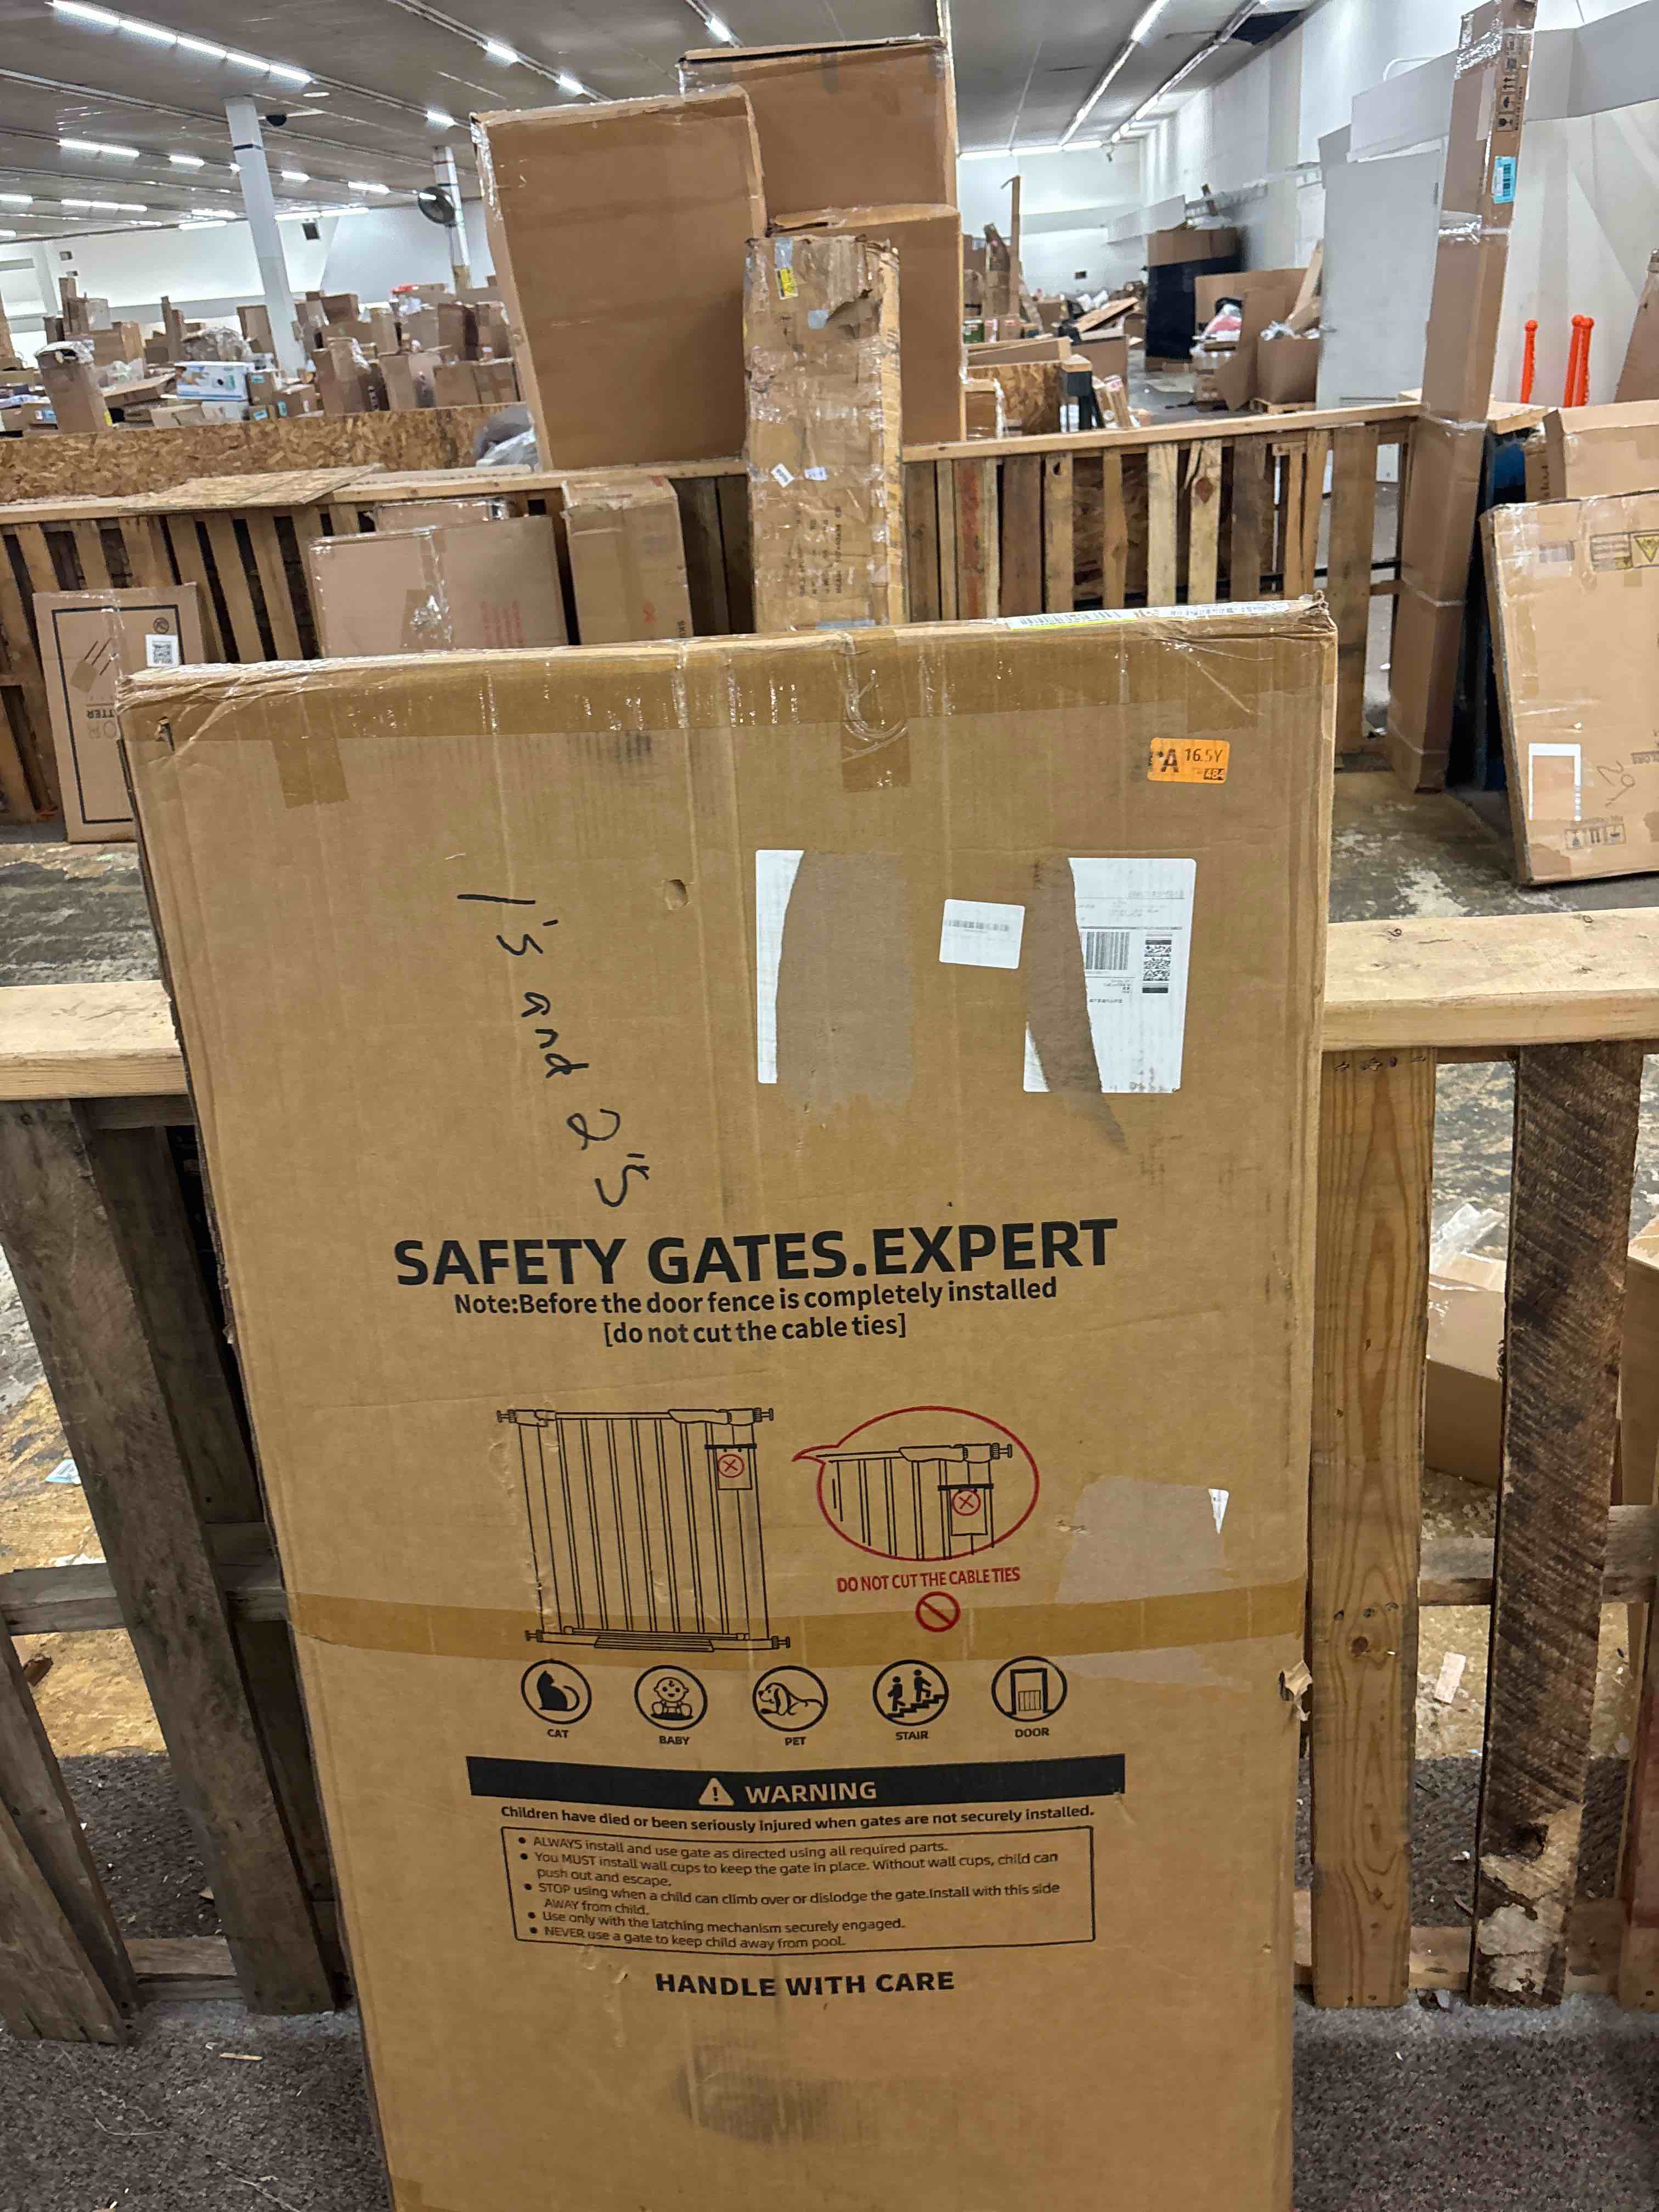 A 16.5Y
484
1's and 2's
SAFETY GATES.EXPERT
Note:Before the door fence is completely installed
[do not cut the cable ties]
DO NOT CUT THE CABLE TIES
CAT
BABY
PET
STAIR
DOOR
WARNING
Children have died or been seriously injured when gates are not securely installed.
• ALWAYS install and use gate as directed using all required parts.
• You MUST install wall cups to keep the gate in place. Without wall cups, child can
push out and escape.
• STOP using when a child can climb over or dislodge the gate.Install with this side
AWAY from child.
• Use only with the latching mechanism securely engaged.
• NEVER use a gate to keep child away from pool.
HANDLE WITH CARE